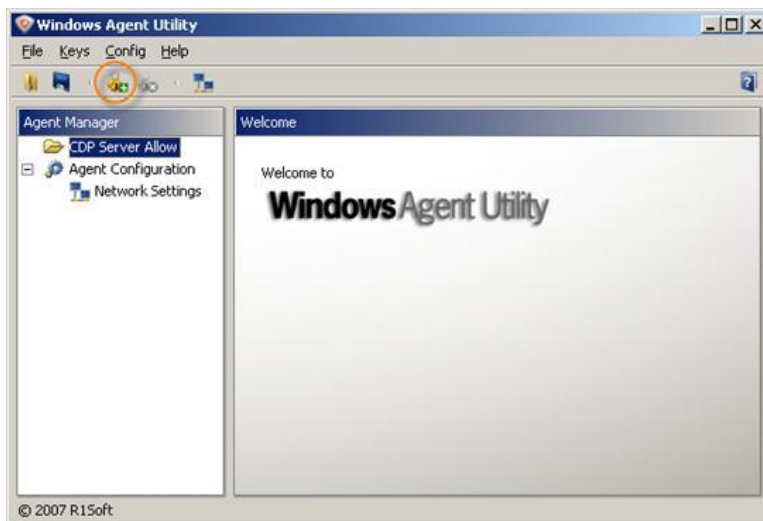 Windows Agent Utility
File Keys Config Help
Agent Manager
CDP Server Allow
Agent Configuration
Network Settings
Welcome
Welcome to
Windows Agent Utility
© 2007 R1Soft